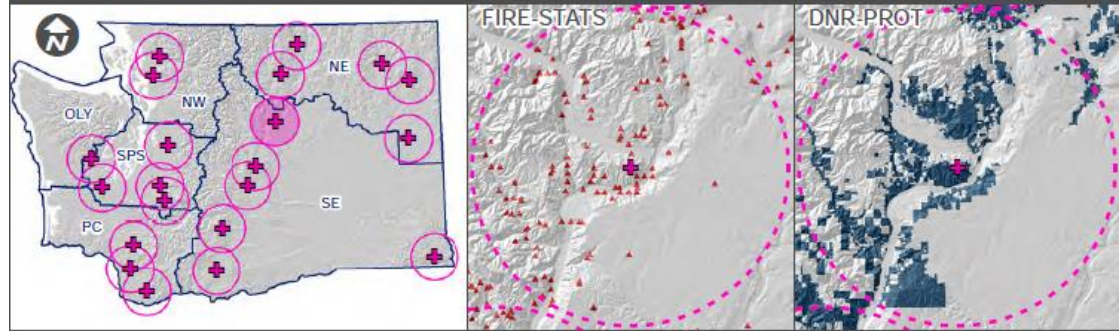 N
NE
NW
OLY
SPS
SE
PC
FIRE-STATS
DNR-PROT